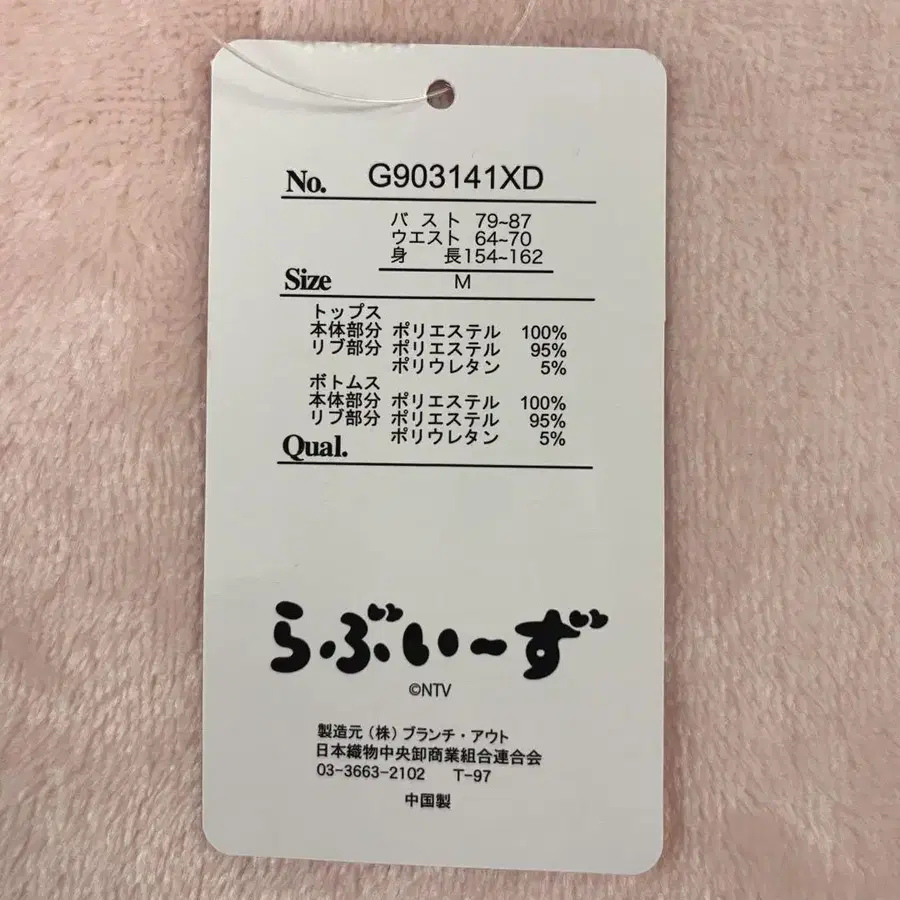 No. G903141XD
バスト 79~87
ウエスト 64~70
身 長154~162
Size M
トップス
本体部分 ポリエステル 100%
リブ部分 ポリエステル 95%
ポリウレタン 5%
ボトムス
本体部分 ポリエステル 100%
リブ部分 ポリエステル 95%
ポリウレタン 5%
Qual.
らぶい〜ず
©NTV
製造元(株)ブランチ・アウト
日本織物中央卸商業組合連合会
03-3663-2102 T-97
中国製